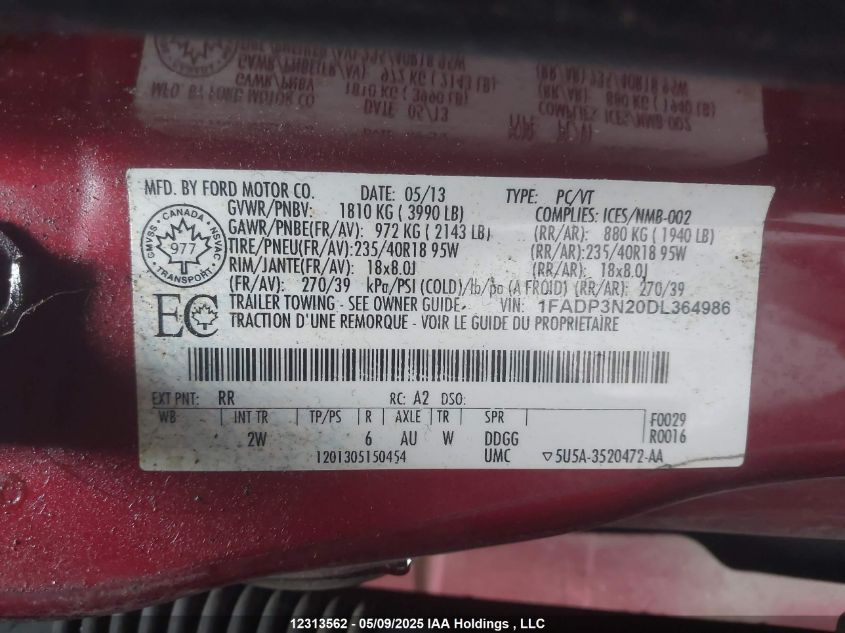 MFD. BY FORD MOTOR CO. DATE: 05/13 TYPE: PC/VT
GVWR/PNBV: 1810 KG ( 3990 LB) COMPLIES: ICES/NMB-002
GAWR/PNBE(FR/AV): 972 KG ( 2143 LB) (RR/AR): 880 KG ( 1940 LB)
TIRE/PNEU(FR/AV): 235/40R18 95W (RR/AR): 235/40R18 95W
RIM/JANTE(FR/AV): 18x8.0J (RR/AR): 18x8.0J
(FR/AV): 270/39 kPa/PSI (COLD)/lb/po (A FROID) (RR/AR): 270/39
TRAILER TOWING - SEE OWNER GUIDE VIN: 1FADP3N20DL364986
TRACTION D'UNE REMORQUE - VOIR LE GUIDE DU PROPRIETAIRE
CMVSS • CANADA • NSVAC
977
TRANSPORT
EC
EXT PNT: RR RC: A2 DSO:
WB INT TR TP/PS R AXLE TR SPR F0029
2W 6 AU W DDGG R0016
1201305150454 UMC ▽5U5A-3520472-AA
12313562 - 05/09/2025 IAA Holdings , LLC